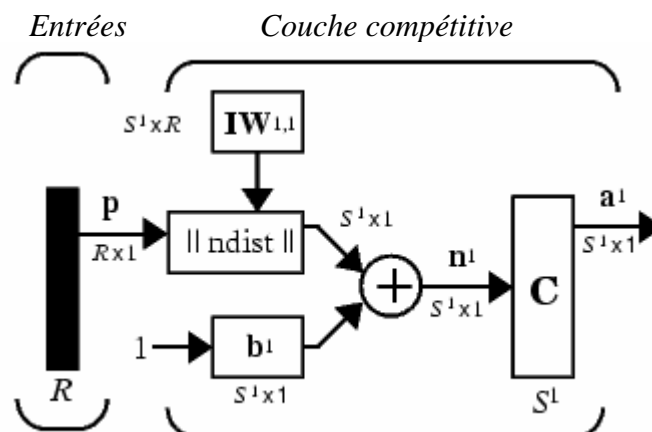 Entrées Couche compétitive
S¹xR IW1,1
p
Rx1
|| ndist ||
S¹x1
n¹
S¹x1
a¹
S¹x1
C
1
b¹
S¹x1
R
S¹